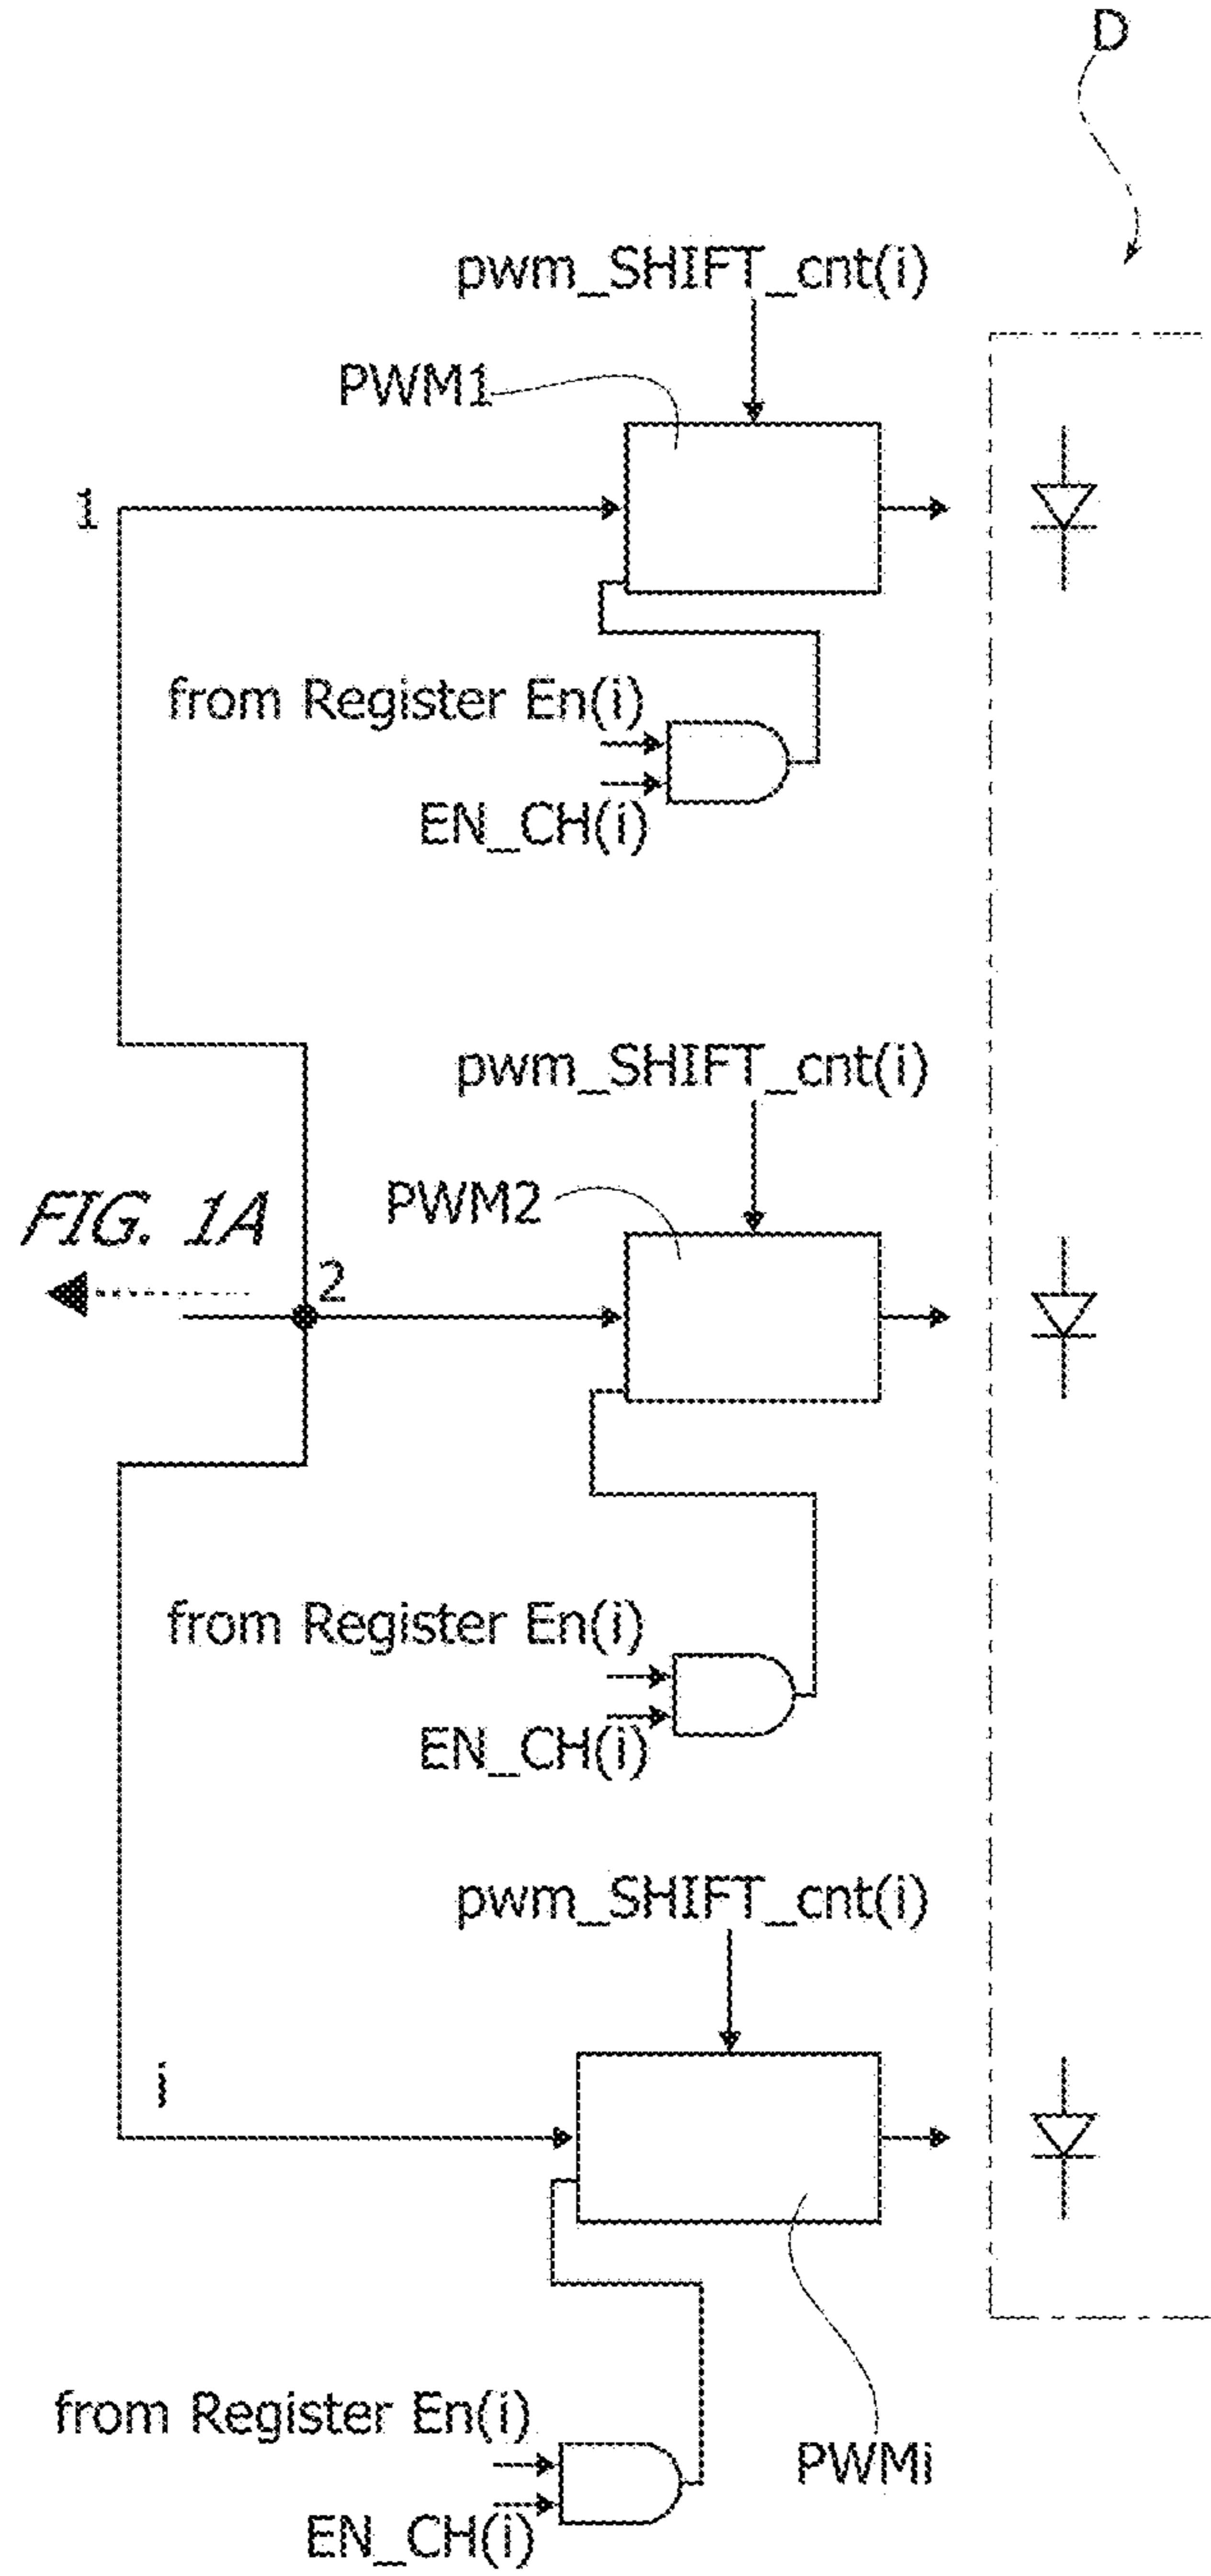 D
pwm_SHIFT_cnt(i)
PWM1
1
from Register En(i)
EN_CH(i)
pwm_SHIFT_cnt(i)
PWM2
FIG. 1A
2
from Register En(i)
EN_CH(i)
pwm_SHIFT_cnt(i)
i
from Register En(i)
PWMi
EN_CH(i)